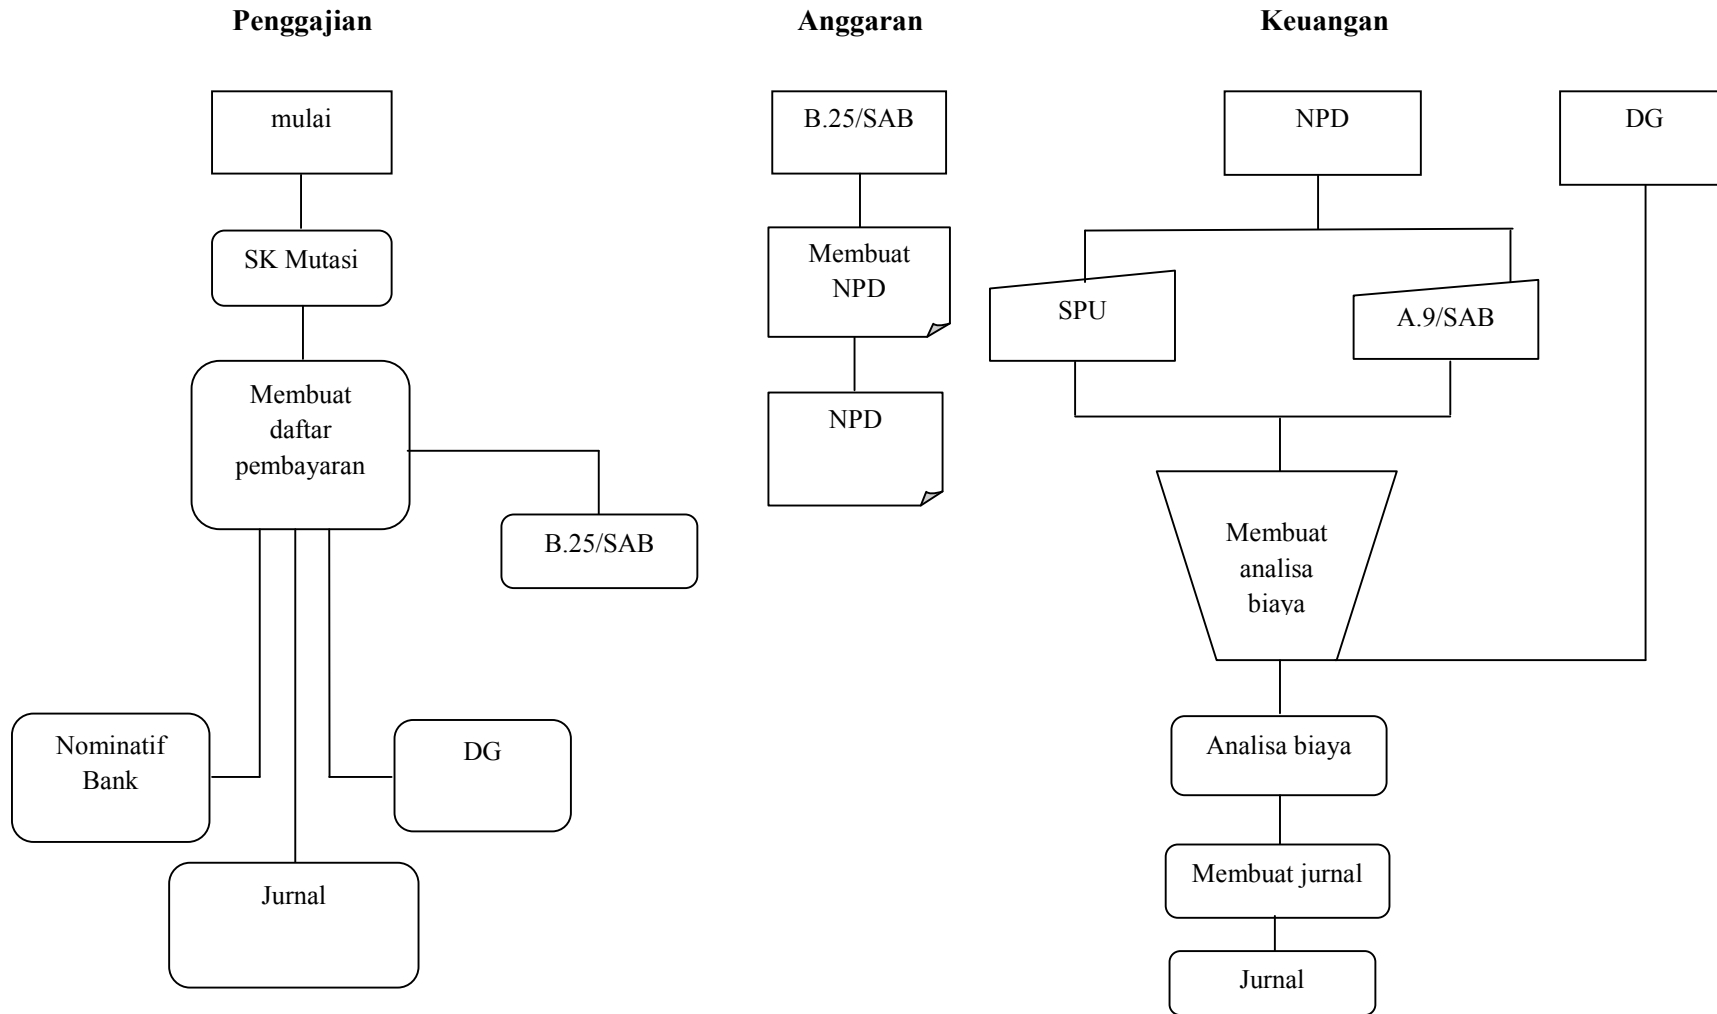 Penggajian
Anggaran
Keuangan
mulai
SK Mutasi
Membuat
daftar
pembayaran
B.25/SAB
Nominatif
Bank
DG
Jurnal
B.25/SAB
Membuat
NPD
NPD
NPD
DG
SPU
A.9/SAB
Membuat
analisa
biaya
Analisa biaya
Membuat jurnal
Jurnal